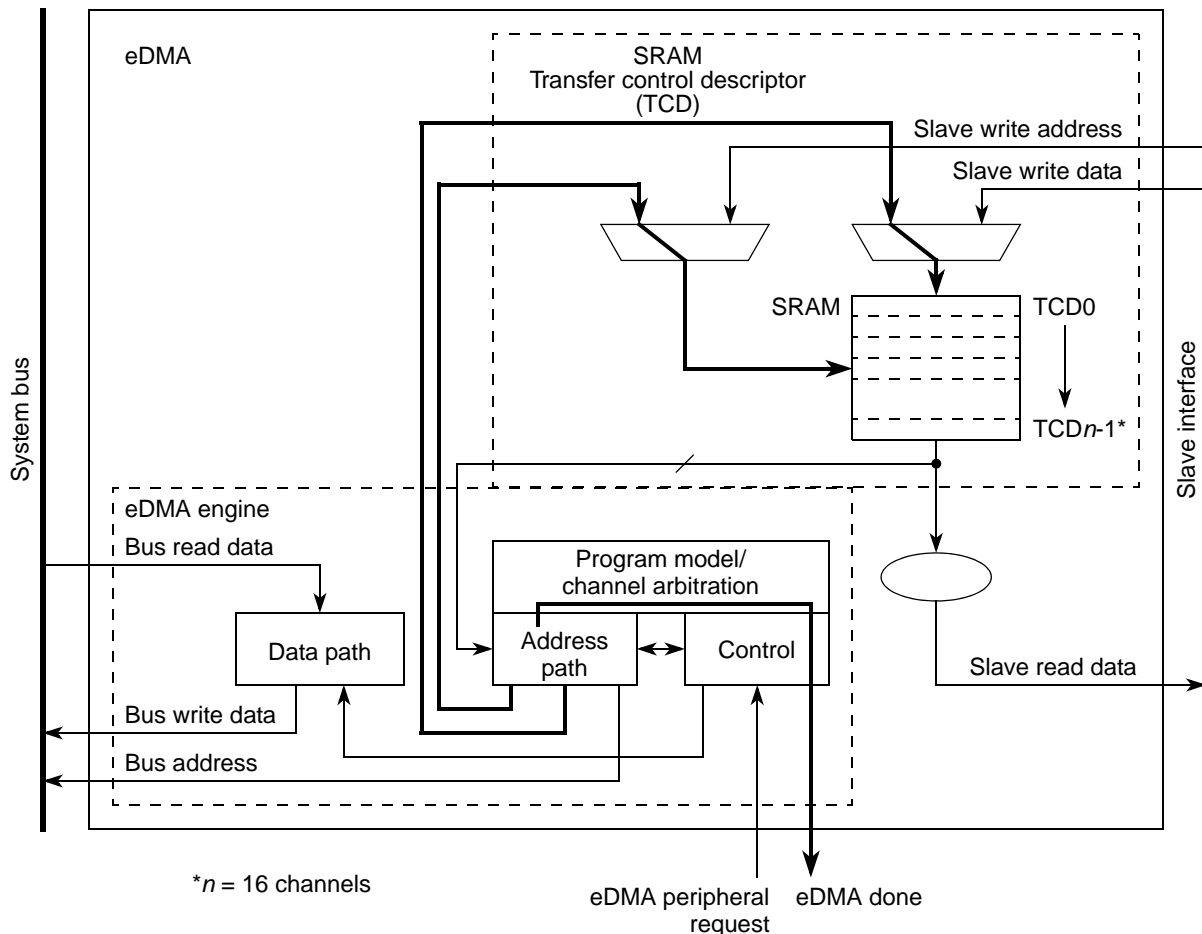 eDMA
SRAM
Transfer control descriptor
(TCD)
Slave write address
Slave write data
SRAM
TCD0
TCDn-1*
System bus
Slave interface
eDMA engine
Bus read data
Program model/
channel arbitration
Data path
Address
path
Control
Slave read data
Bus write data
Bus address
*n = 16 channels
eDMA peripheral
request
eDMA done